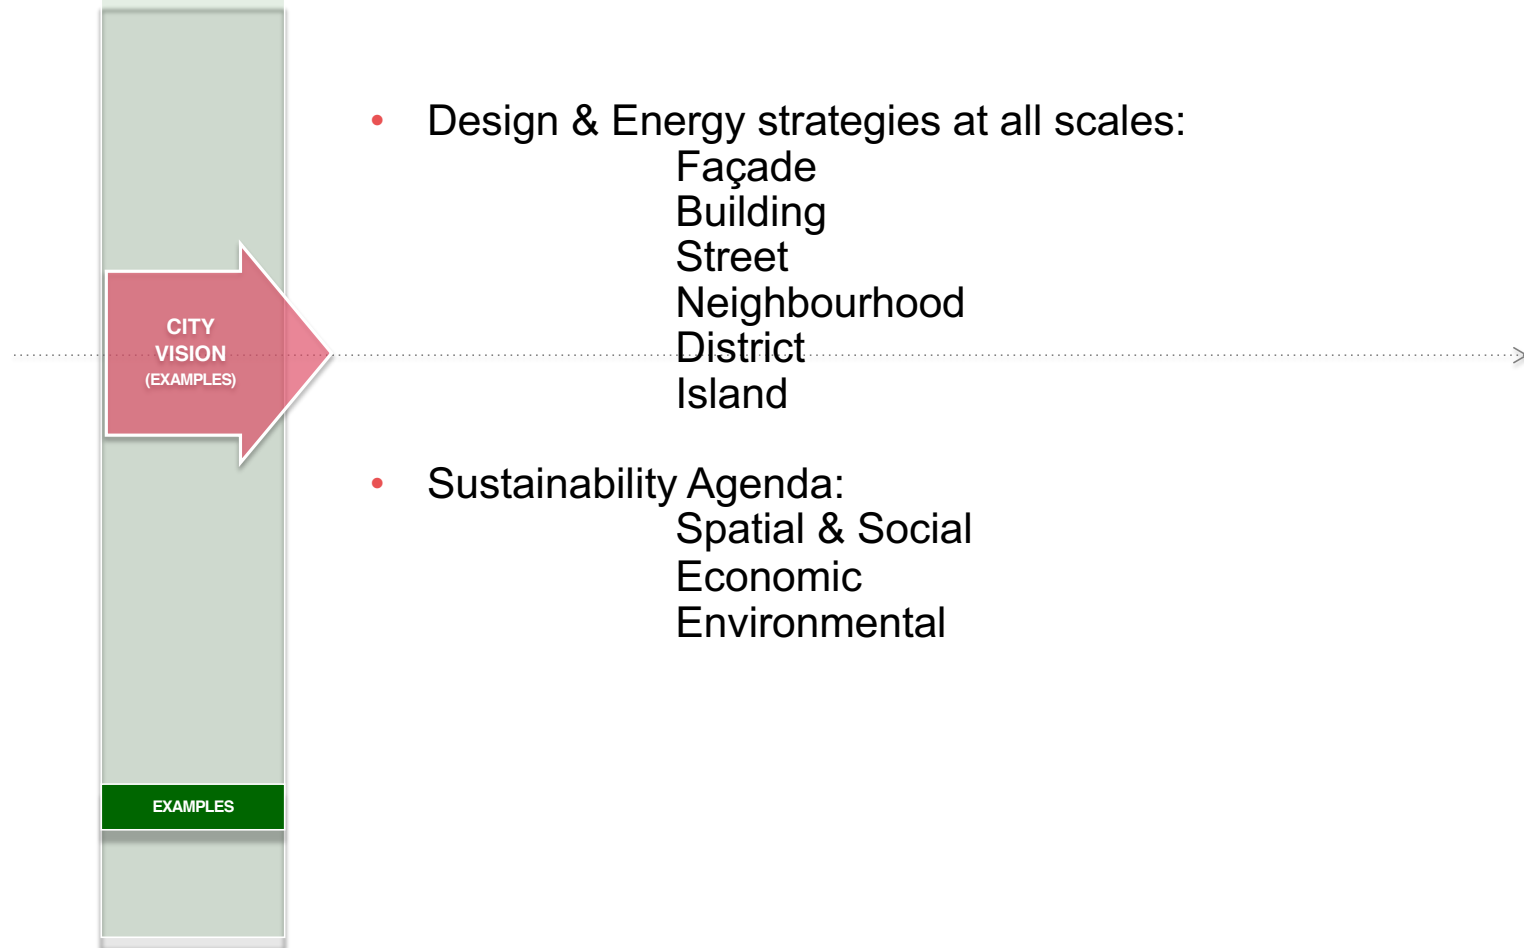 • Design & Energy strategies at all scales:
Façade
Building
Street
Neighbourhood
District
Island
• Sustainability Agenda:
Spatial & Social
Economic
Environmental
CITY
VISION
(EXAMPLES)
EXAMPLES